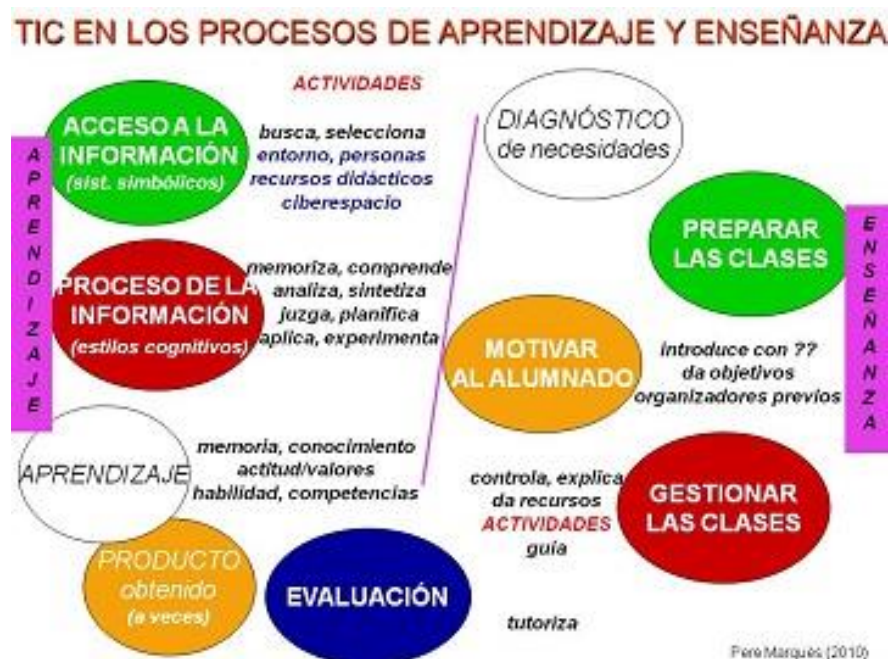 TIC EN LOS PROCESOS DE APRENDIZAJE Y ENSEÑANZA
APRENDIZAJE
ACTIVIDADES
ACCESO A LA
INFORMACIÓN
(sist. simbólicos)
busca, selecciona
entorno, personas
recursos didácticos
ciberespacio
PROCESO DE LA
INFORMACIÓN
(estilos cognitivos)
memoriza, comprende
analiza, sintetiza
juzga, planifica
aplica, experimenta
APRENDIZAJE
memoria, conocimiento
actitud/valores
habilidad, competencias
PRODUCTO
obtenido
(a veces)
EVALUACIÓN
DIAGNÓSTICO
de necesidades
PREPARAR
LAS CLASES
ENSEÑANZA
MOTIVAR
AL ALUMNADO
introduce con ??
da objetivos
organizadores previos
controla, explica
da recursos
ACTIVIDADES
guía
GESTIONAR
LAS CLASES
tutoriza
Pere Marquès (2010)